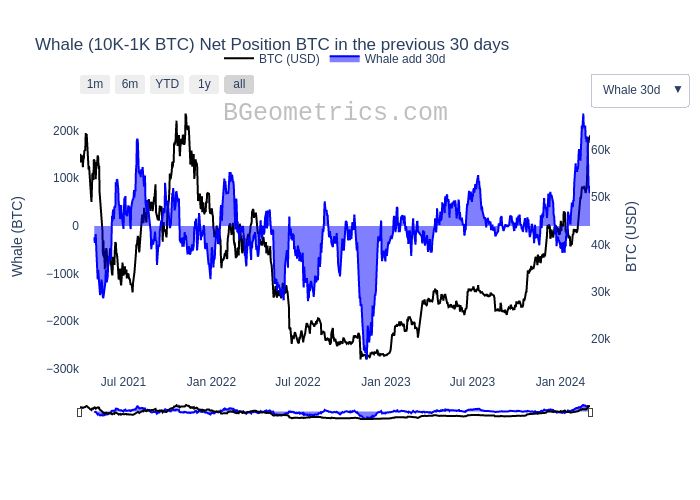 Whale (10K-1K BTC) Net Position BTC in the previous 30 days
BTC (USD) Whale add 30d
1m 6m YTD 1y all
Whale 30d ▼
BGeometrics.com
200k
100k
0
−100k
−200k
−300k
Whale (BTC)
60k
50k
40k
30k
20k
BTC (USD)
Jul 2021 Jan 2022 Jul 2022 Jan 2023 Jul 2023 Jan 2024